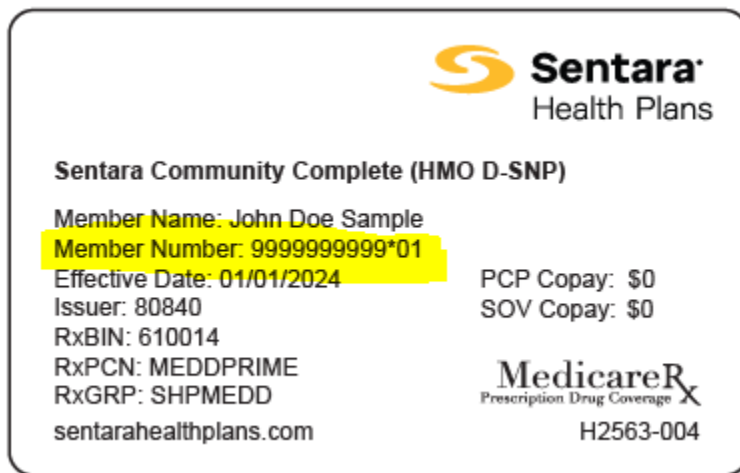 Sentara
Health Plans
Sentara Community Complete (HMO D-SNP)
Member Name: John Doe Sample
Member Number: 9999999999*01
Effective Date: 01/01/2024
PCP Copay: $0
Issuer: 80840
SOV Copay: $0
RxBIN: 610014
RxPCN: MEDDPRIME
RxGRP: SHPMEDD
MedicareRx
Prescription Drug Coverage X
sentarahealthplans.com
H2563-004